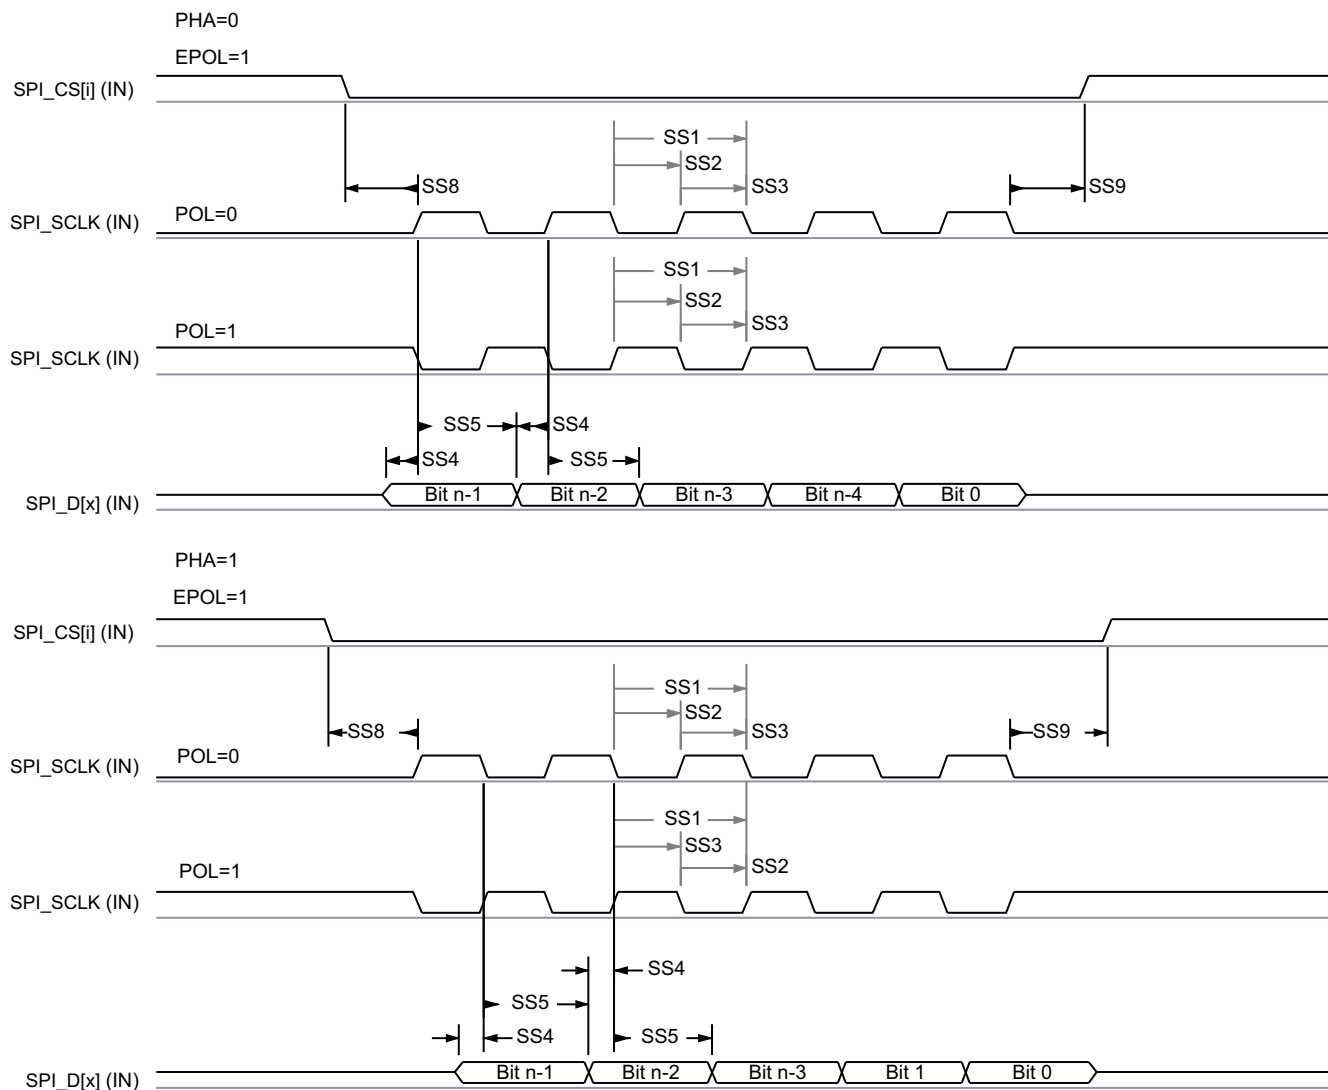 PHA=0
EPOL=1
SPI_CS[i] (IN)
SS1
SS2
SS8
SS3
SS9
POL=0
SPI_SCLK (IN)
SS1
SS2
SS3
POL=1
SPI_SCLK (IN)
SS5
SS4
SS4
SS5
Bit n-1
Bit n-2
Bit n-3
Bit n-4
Bit 0
SPI_D[x] (IN)
PHA=1
EPOL=1
SPI_CS[i] (IN)
SS1
SS2
SS8
SS3
SS9
POL=0
SPI_SCLK (IN)
SS1
SS3
SS2
POL=1
SPI_SCLK (IN)
SS4
SS5
SS4
SS5
Bit n-1
Bit n-2
Bit n-3
Bit 1
Bit 0
SPI_D[x] (IN)